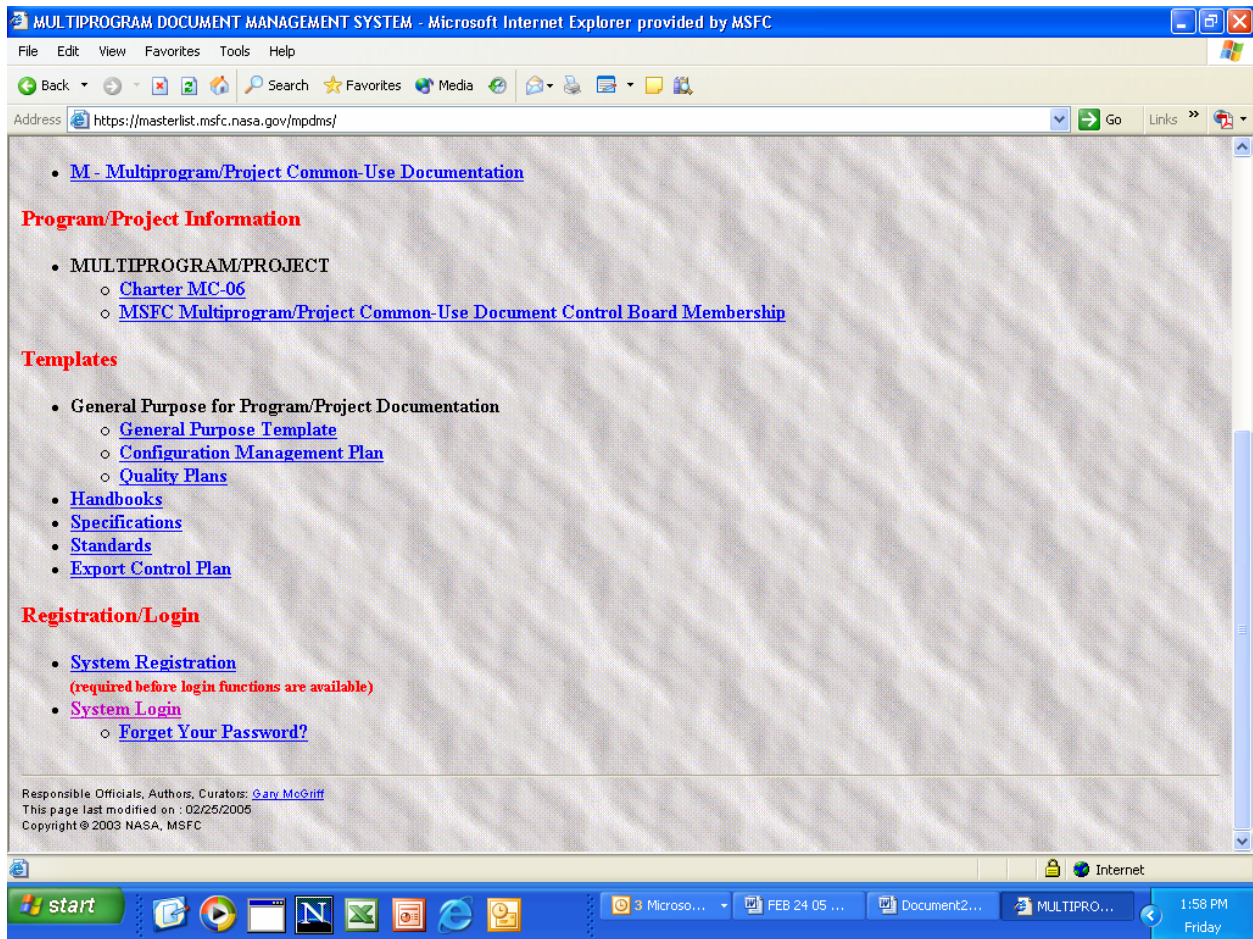 MULTIPROGRAM DOCUMENT MANAGEMENT SYSTEM - Microsoft Internet Explorer provided by MSFC
File Edit View Favorites Tools Help
Back Search Favorites Media
Address https://masterlist.msfc.nasa.gov/mpdms/ Go Links »
M - Multiprogram/Project Common-Use Documentation
Program/Project Information
MULTIPROGRAM/PROJECT
Charter MC-06
MSFC Multiprogram/Project Common-Use Document Control Board Membership
Templates
General Purpose for Program/Project Documentation
General Purpose Template
Configuration Management Plan
Quality Plans
Handbooks
Specifications
Standards
Export Control Plan
Registration/Login
System Registration
(required before login functions are available)
System Login
Forget Your Password?
Responsible Officials, Authors, Curators: Gary McGriff
This page last modified on : 02/25/2005
Copyright © 2003 NASA, MSFC
Internet
start N 3 Microso... FEB 24 05 ... Document2... MULTIPRO... 1:58 PM
Friday